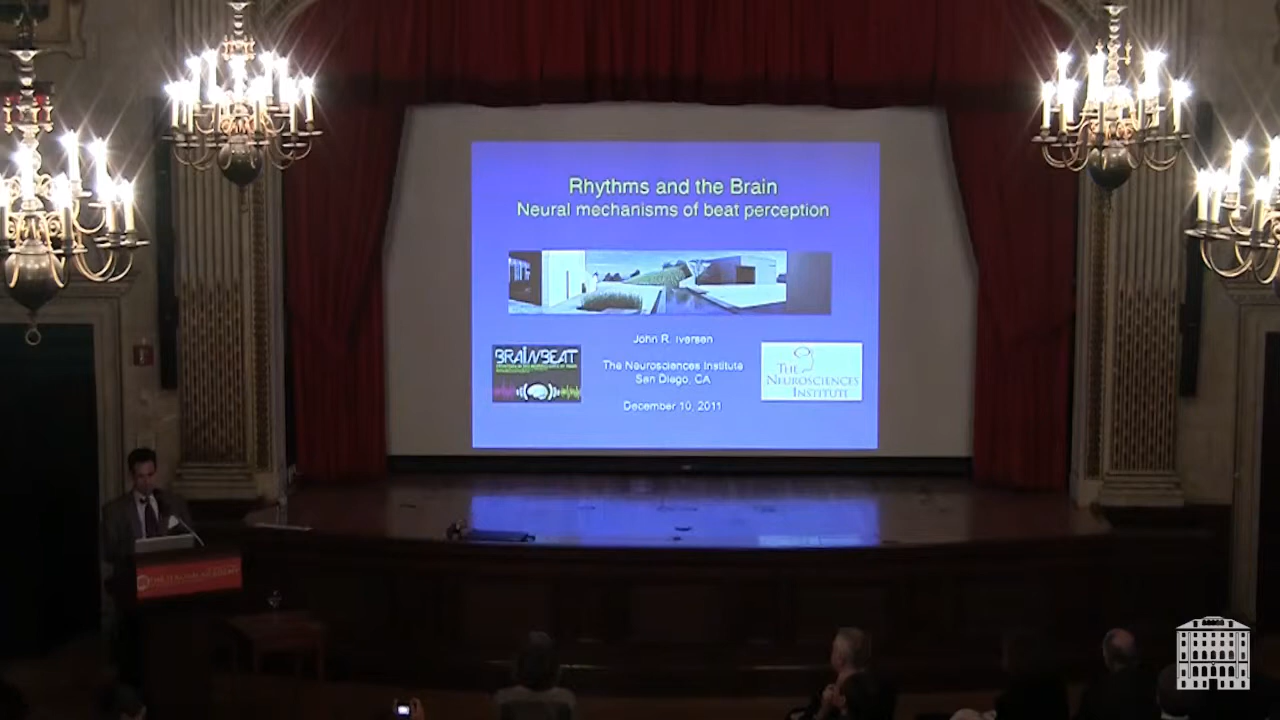 Rhythms and the Brain
Neural mechanisms of beat perception
John R. Iversen
BRAINBEAT
The Neurosciences Institute
San Diego, CA
December 10, 2011
THE
NEUROSCIENCES
INSTITUTE